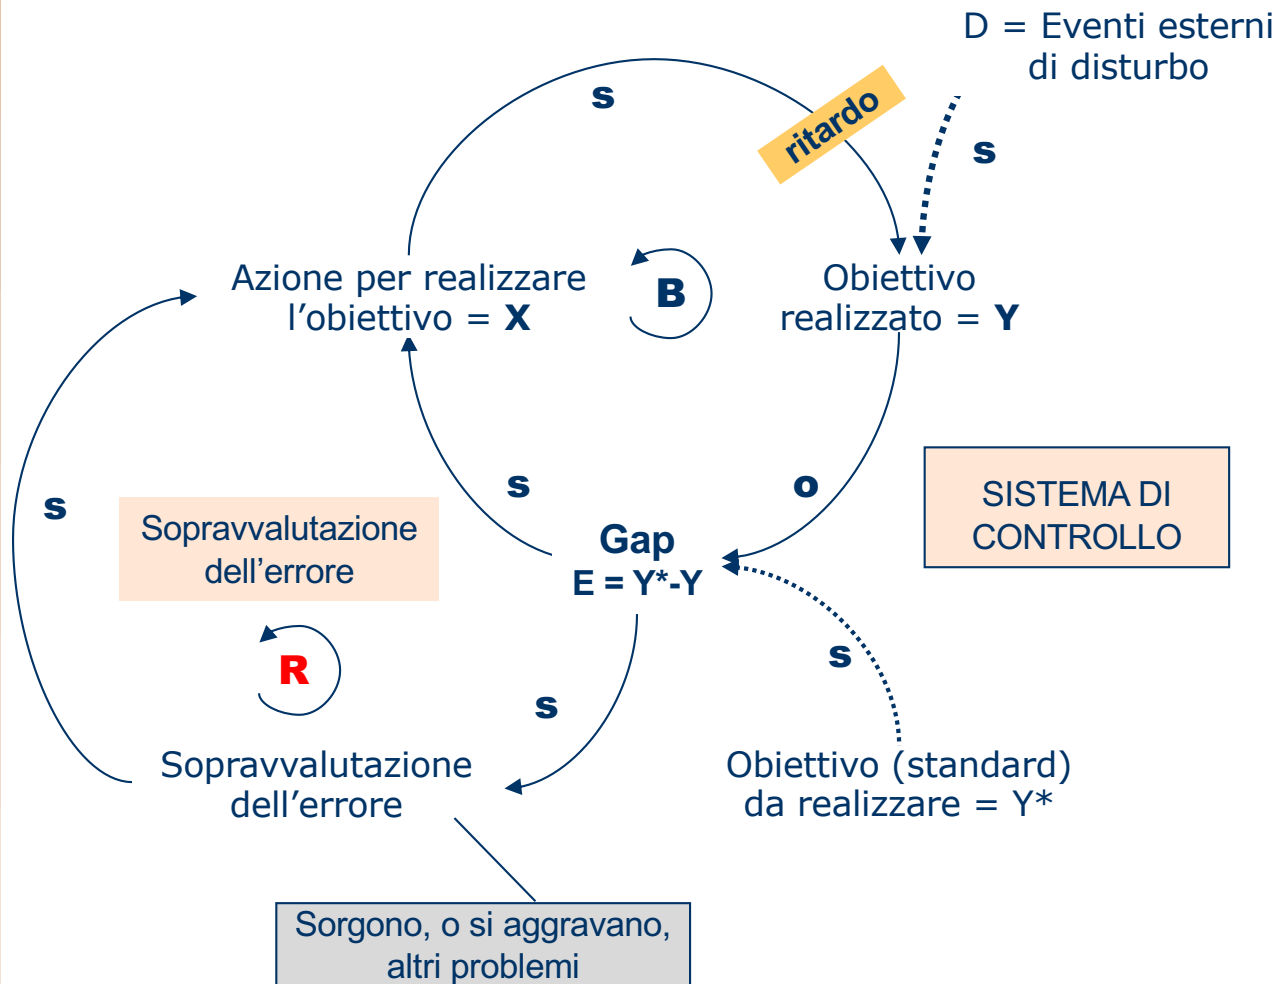 D = Eventi esterni
di disturbo
s
ritardo
s
Azione per realizzare
l’obiettivo = X
B
Obiettivo
realizzato = Y
s
s
o
SISTEMA DI
CONTROLLO
Sopravvalutazione
dell’errore
Gap
E = Y*-Y
R
s
s
Sopravvalutazione
dell’errore
Obiettivo (standard)
da realizzare = Y*
Sorgono, o si aggravano,
altri problemi